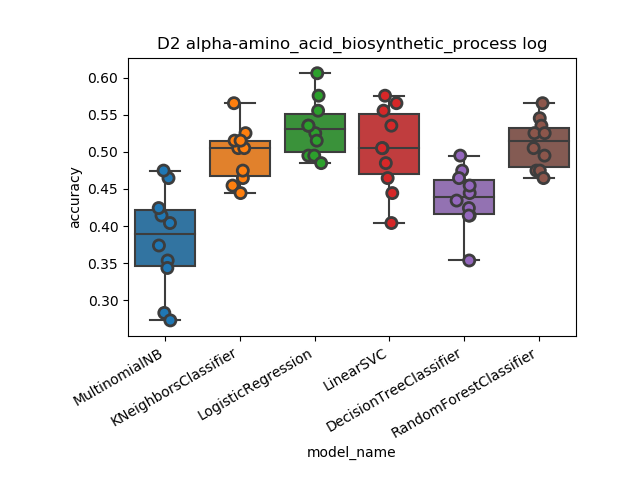 D2 alpha-amino_acid_biosynthetic_process log
0.60
0.55
0.50
0.45
0.40
0.35
0.30
accuracy
MultinomialNB
KNeighborsClassifier
LogisticRegression
LinearSVC
DecisionTreeClassifier
RandomForestClassifier
model_name